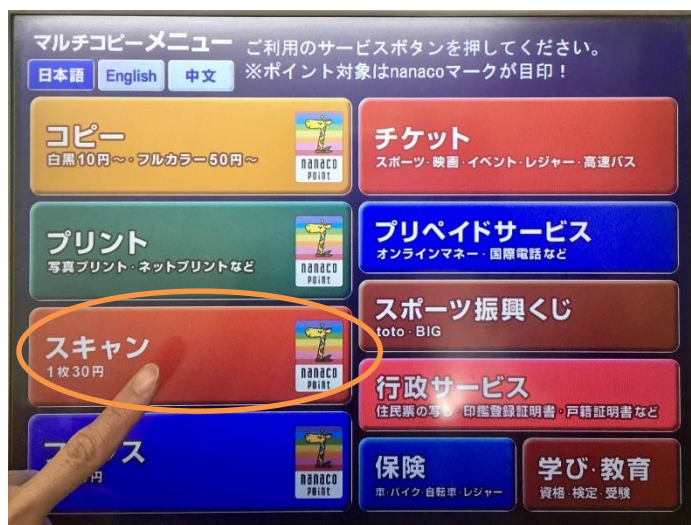 マルチコピーメニュー
ご利用のサービスボタンを押してください。
日本語 English 中文
※ポイント対象はnanacoマークが目印！
コピー
白黒10円～・フルカラー50円～
nanaco
POiNt
プリント
写真プリント・ネットプリントなど
nanaco
POiNt
スキャン
1枚30円
nanaco
POiNt
ス
円
nanaco
POiNt
チケット
スポーツ・映画・イベント・レジャー・高速バス
プリペイドサービス
オンラインマネー・国際電話など
スポーツ振興くじ
toto・BIG
行政サービス
住民票の写し・印鑑登録証明書・戸籍証明書など
保険
車・バイク・自転車・レジャー
学び・教育
資格・検定・受験